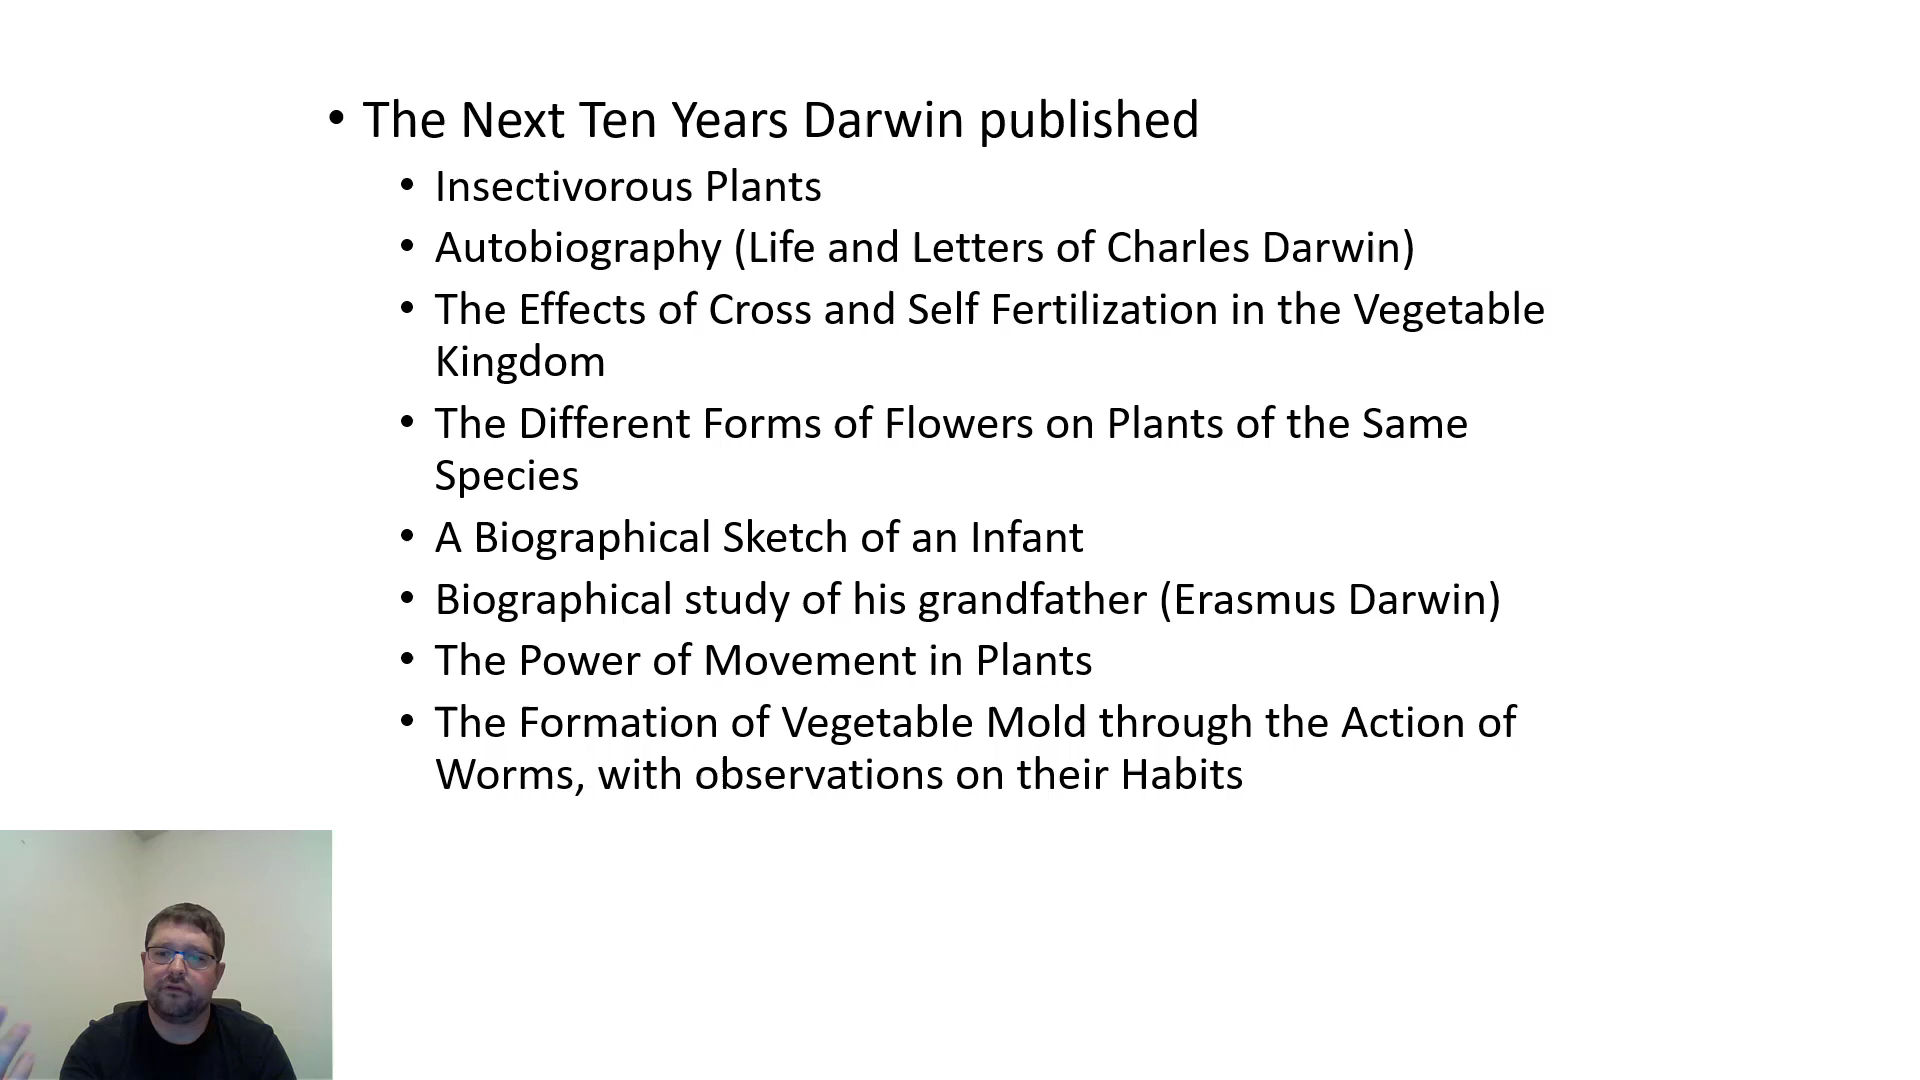 • The Next Ten Years Darwin published
• Insectivorous Plants
• Autobiography (Life and Letters of Charles Darwin)
• The Effects of Cross and Self Fertilization in the Vegetable
Kingdom
• The Different Forms of Flowers on Plants of the Same
Species
• A Biographical Sketch of an Infant
• Biographical study of his grandfather (Erasmus Darwin)
• The Power of Movement in Plants
• The Formation of Vegetable Mold through the Action of
Worms, with observations on their Habits